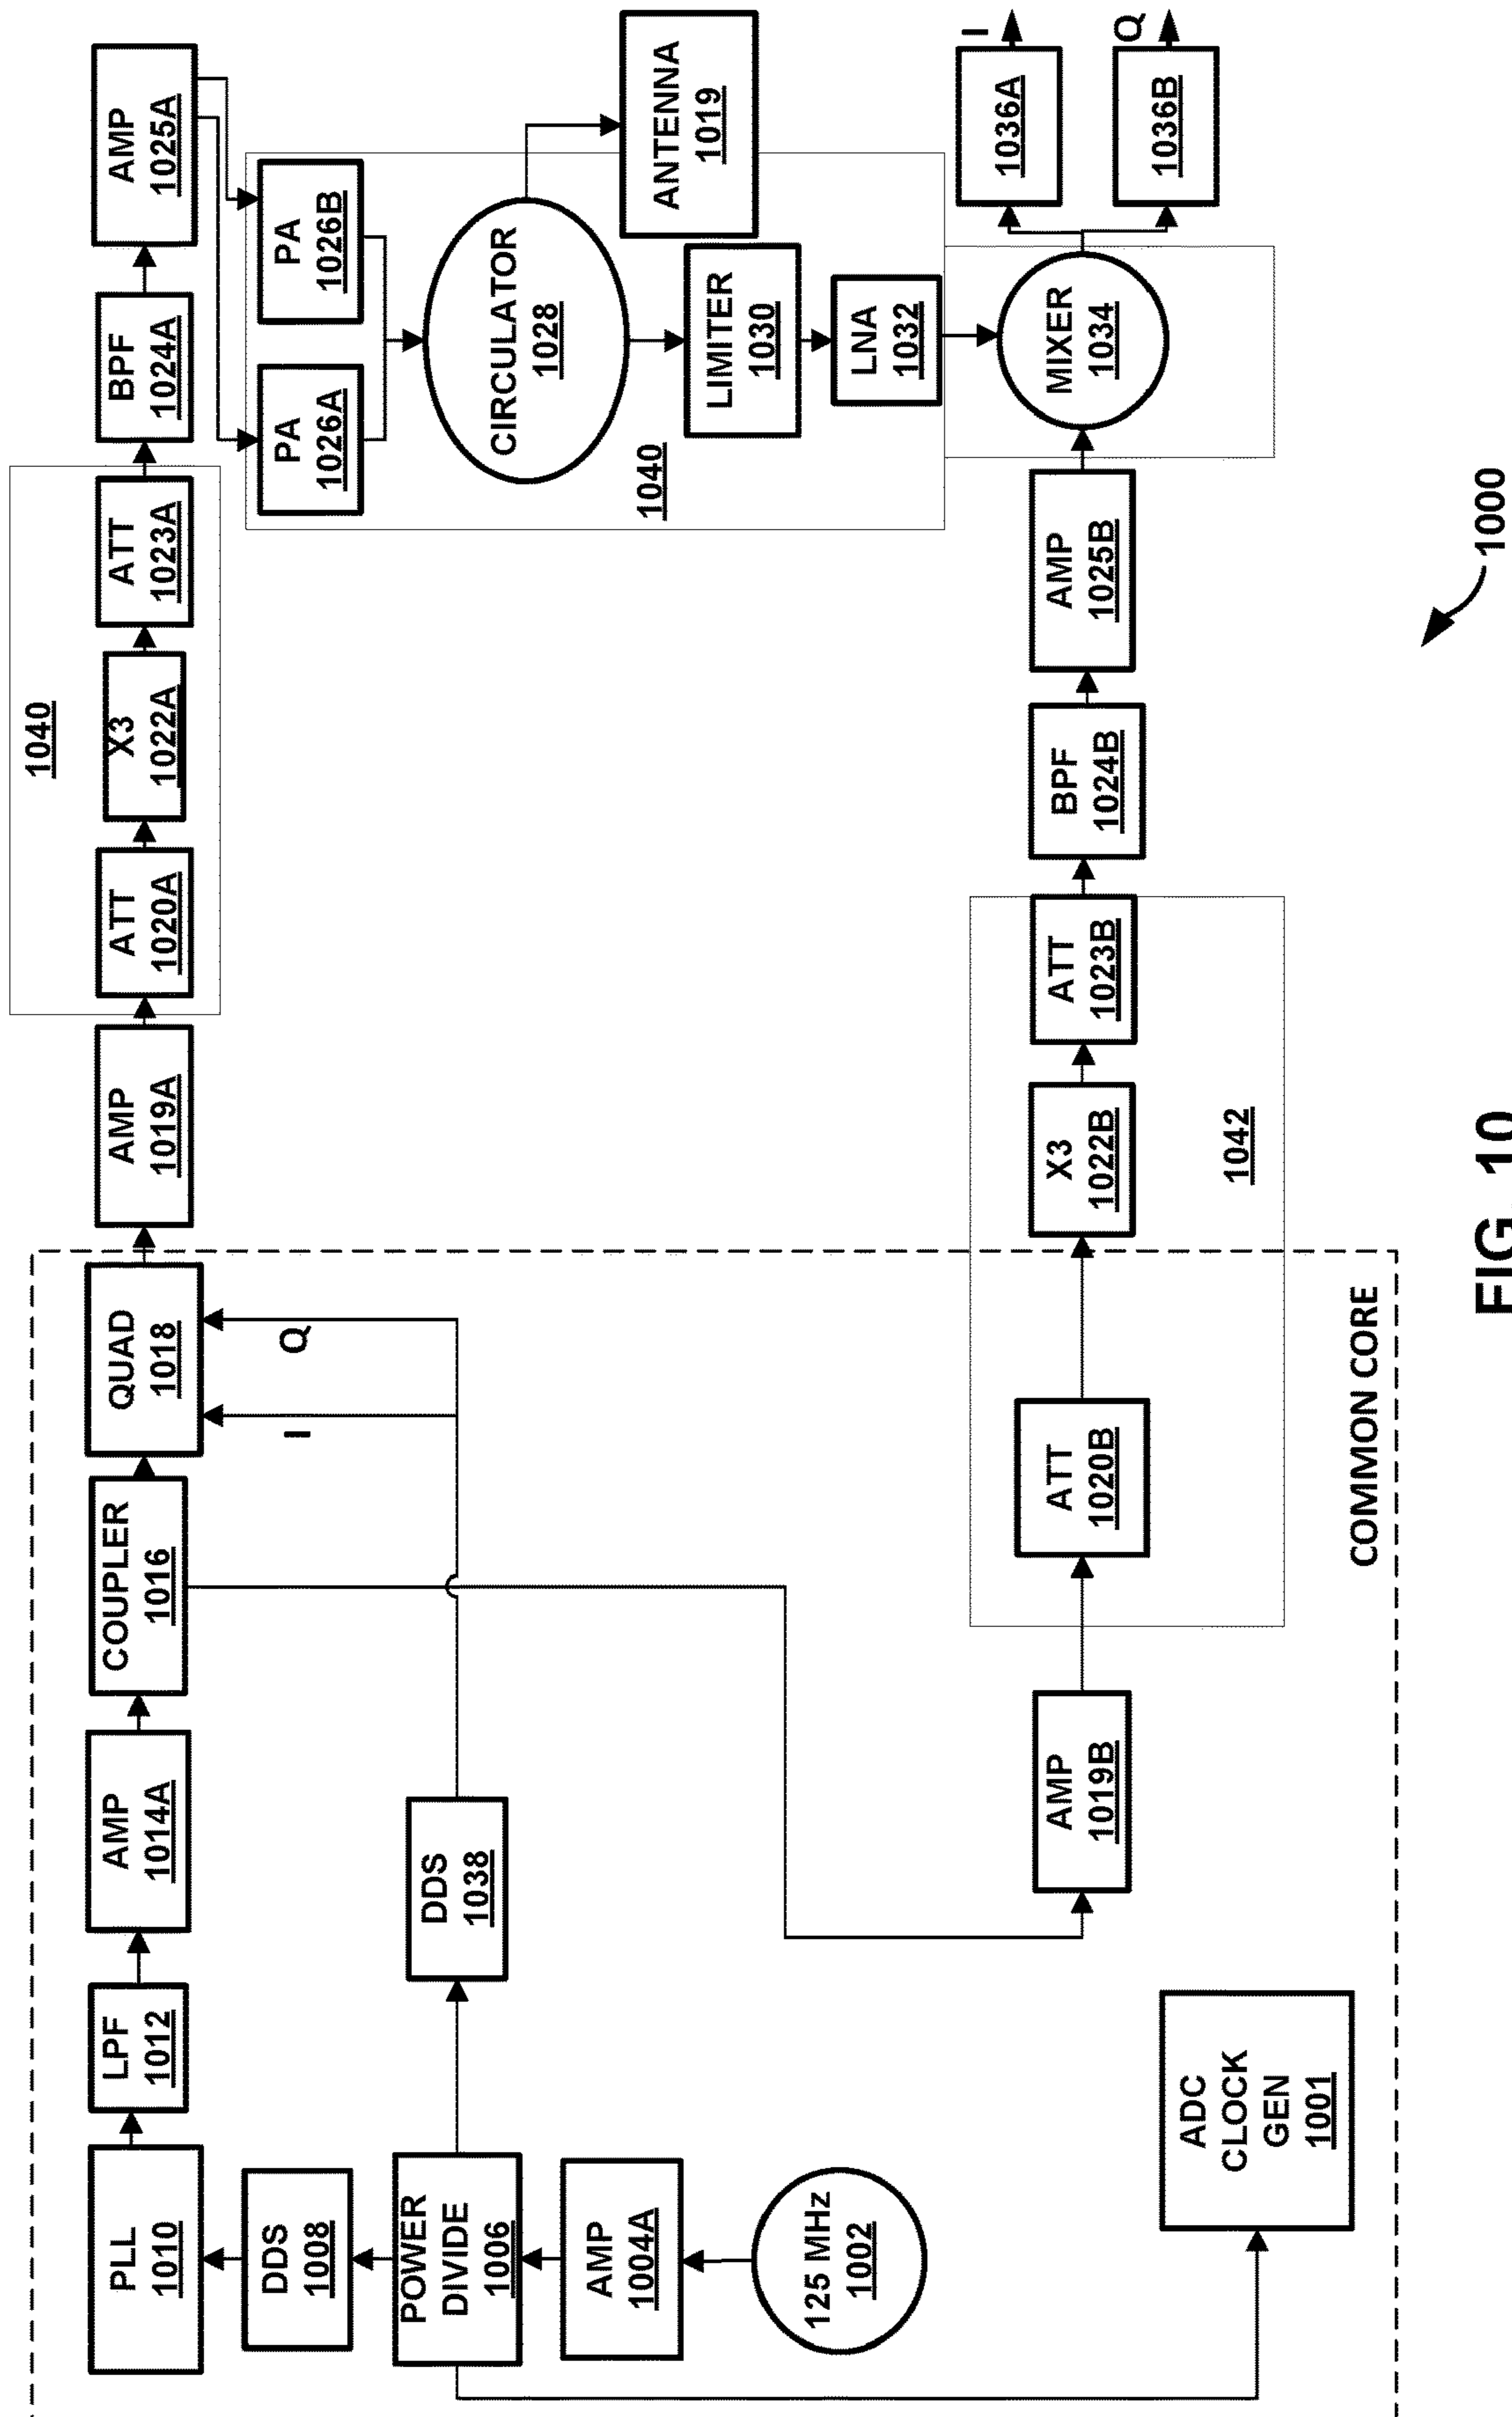 PLL
1010
LPF
1012
AMP
1014A
COUPLER
1016
QUAD
1018
AMP
1019A
1040
ATT
1020A
X3
1022A
ATT
1023A
BPF
1024A
AMP
1025A
DDS
1008
I
Q
PA
1026A
PA
1026B
POWER
DIVIDE
1006
DDS
1038
CIRCULATOR
1028
AMP
1004A
1040
LIMITER
1030
ANTENNA
1019
125 MHz
1002
LNA
1032
AMP
1019B
ATT
1020B
X3
1022B
ATT
1023B
BPF
1024B
AMP
1025B
MIXER
1034
1036A
I
1036B
Q
1042
ADC
CLOCK
GEN
1001
COMMON CORE
1000
FIG. 10